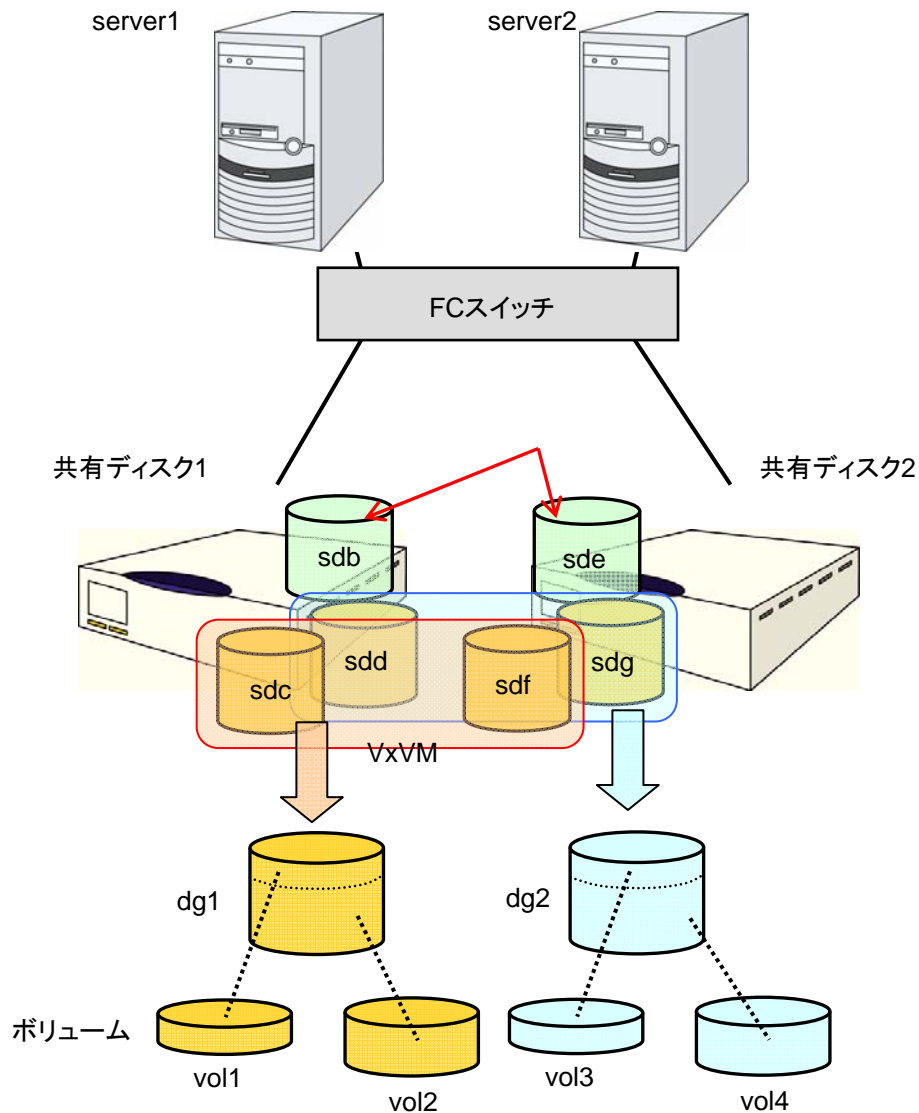 server1
server2
FCスイッチ
共有ディスク1
共有ディスク2
sdb
sde
sdd
sdg
sdc
sdf
VxVM
dg1
dg2
ボリューム
vol1
vol2
vol3
vol4